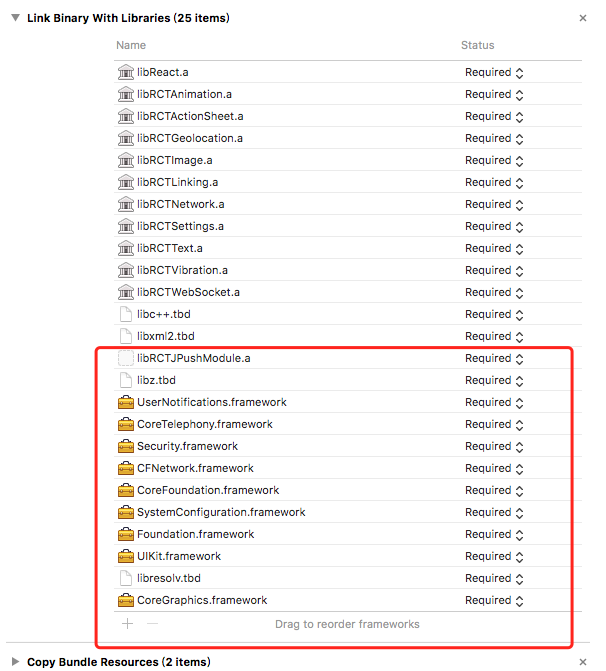 Link Binary With Libraries (25 items)
Name Status
libReact.a Required
libRCTAnimation.a Required
libRCTActionSheet.a Required
libRCTGeolocation.a Required
libRCTImage.a Required
libRCTLinking.a Required
libRCTNetwork.a Required
libRCTSettings.a Required
libRCTText.a Required
libRCTVibration.a Required
libRCTWebSocket.a Required
libc++.tbd Required
libxml2.tbd Required
libRCTJPushModule.a Required
libz.tbd Required
UserNotifications.framework Required
CoreTelephony.framework Required
Security.framework Required
CFNetwork.framework Required
CoreFoundation.framework Required
SystemConfiguration.framework Required
Foundation.framework Required
UIKit.framework Required
libresolv.tbd Required
CoreGraphics.framework Required
Drag to reorder frameworks
Copy Bundle Resources (2 items)